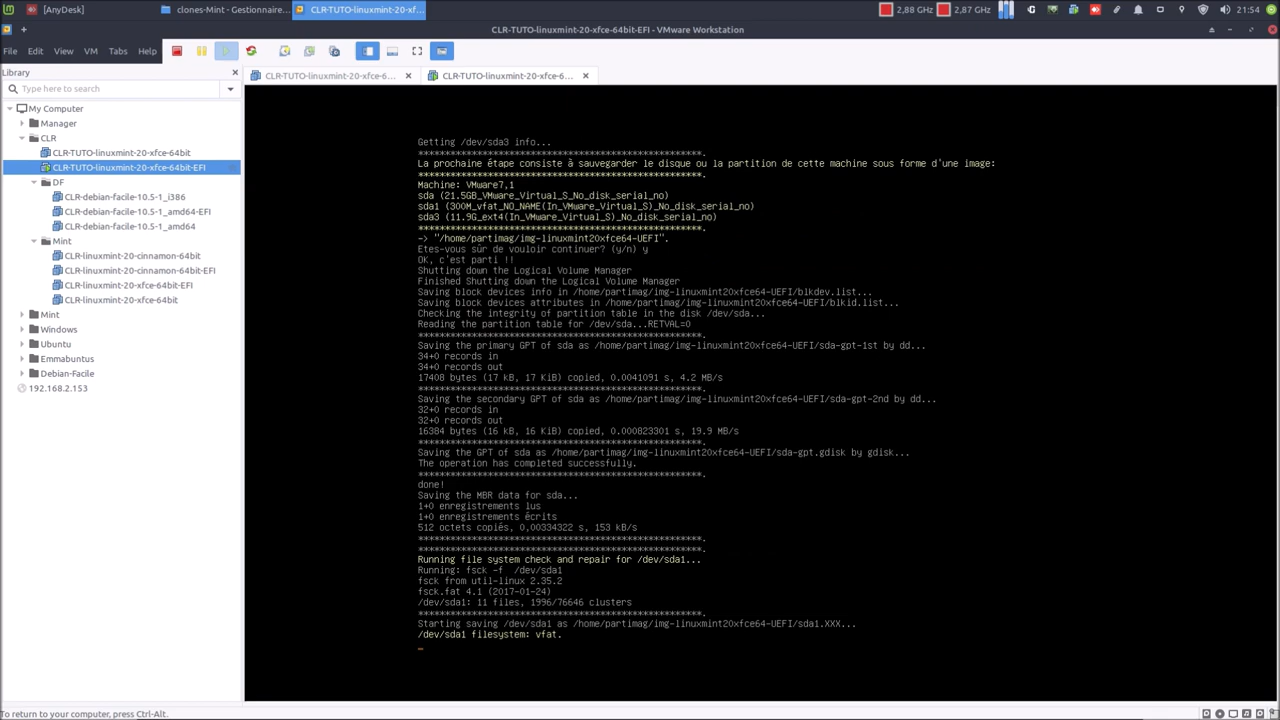 [AnyDesk]
clones-Mint - Gestionnaire...
CLR-TUTO-linuxmint-20-xf...
2,88 GHz
2,87 GHz
21:54
CLR-TUTO-linuxmint-20-xfce-64bit-EFI - VMware Workstation
File Edit View VM Tabs Help
Library
Type here to search
CLR-TUTO-linuxmint-20-xfce-6...
CLR-TUTO-linuxmint-20-xfce-6...
My Computer
Manager
CLR
CLR-TUTO-linuxmint-20-xfce-64bit
CLR-TUTO-linuxmint-20-xfce-64bit-EFI
DF
CLR-debian-facile-10.5-1_i386
CLR-debian-facile-10.5-1_amd64-EFI
CLR-debian-facile-10.5-1_amd64
Mint
CLR-linuxmint-20-cinnamon-64bit
CLR-linuxmint-20-cinnamon-64bit-EFI
CLR-linuxmint-20-xfce-64bit-EFI
CLR-linuxmint-20-xfce-64bit
Mint
Windows
Ubuntu
Emmabuntus
Debian-Facile
192.168.2.153
Getting /dev/sda3 info...
*****************************************************.
La prochaine étape consiste à sauvegarder le disque ou la partition de cette machine sous forme d'une image:
*****************************************************.
Machine: VMware7,1
sda (21.5GB_VMware_Virtual_S_No_disk_serial_no)
sda1 (300M_vfat_NO_NAME(In_VMware_Virtual_S)_No_disk_serial_no)
sda3 (11.9G_ext4(In_VMware_Virtual_S)_No_disk_serial_no)
*****************************************************.
-> "/home/partimag/img-linuxmint20xfce64-UEFI".
Etes-vous sûr de vouloir continuer? (y/n) y
OK, c'est parti !!
Shutting down the Logical Volume Manager
Finished Shutting down the Logical Volume Manager
Saving block devices info in /home/partimag/img-linuxmint20xfce64-UEFI/blkdev.list...
Saving block devices attributes in /home/partimag/img-linuxmint20xfce64-UEFI/blkid.list...
Checking the integrity of partition table in the disk /dev/sda...
Reading the partition table for /dev/sda...RETVAL=0
*****************************************************.
Saving the primary GPT of sda as /home/partimag/img-linuxmint20xfce64-UEFI/sda-gpt-1st by dd...
34+0 records in
34+0 records out
17408 bytes (17 kB, 17 KiB) copied, 0.0041091 s, 4.2 MB/s
*****************************************************.
Saving the secondary GPT of sda as /home/partimag/img-linuxmint20xfce64-UEFI/sda-gpt-2nd by dd...
32+0 records in
32+0 records out
16384 bytes (16 kB, 16 KiB) copied, 0.000823301 s, 19.9 MB/s
*****************************************************.
Saving the GPT of sda as /home/partimag/img-linuxmint20xfce64-UEFI/sda-gpt.gdisk by gdisk...
The operation has completed successfully.
*****************************************************.
done!
Saving the MBR data for sda...
1+0 enregistrements lus
1+0 enregistrements écrits
512 octets copiés, 0,00334322 s, 153 kB/s
*****************************************************.
*****************************************************.
Running file system check and repair for /dev/sda1...
Running: fsck -f  /dev/sda1
fsck from util-linux 2.35.2
fsck.fat 4.1 (2017-01-24)
/dev/sda1: 11 files, 1996/76646 clusters
*****************************************************.
Starting saving /dev/sda1 as /home/partimag/img-linuxmint20xfce64-UEFI/sda1.XXX...
/dev/sda1 filesystem: vfat.
To return to your computer, press Ctrl-Alt.